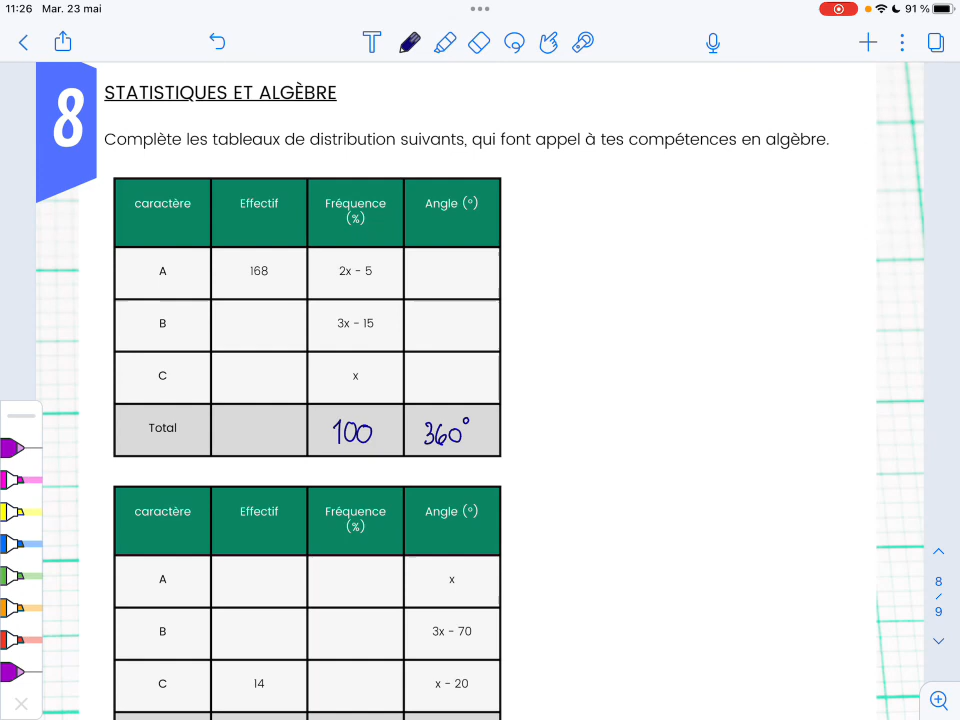 11:26 Mar. 23 mai
91 %
8
STATISTIQUES ET ALGÈBRE
Complète les tableaux de distribution suivants, qui font appel à tes compétences en algèbre.
caractère Effectif Fréquence (%) Angle (°)
A 168 2x - 5
B 3x - 15
C x
Total 100 360°
caractère Effectif Fréquence (%) Angle (°)
A x
B 3x - 70
C 14 x - 20
8
/
9